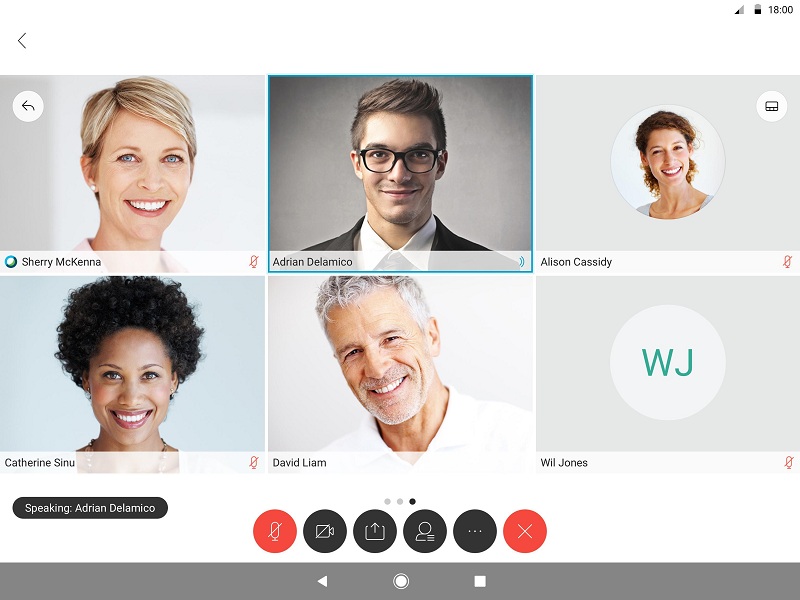 18:00
Sherry McKenna
Adrian Delamico
Alison Cassidy
WJ
Catherine Sinu
David Liam
Wil Jones
Speaking: Adrian Delamico